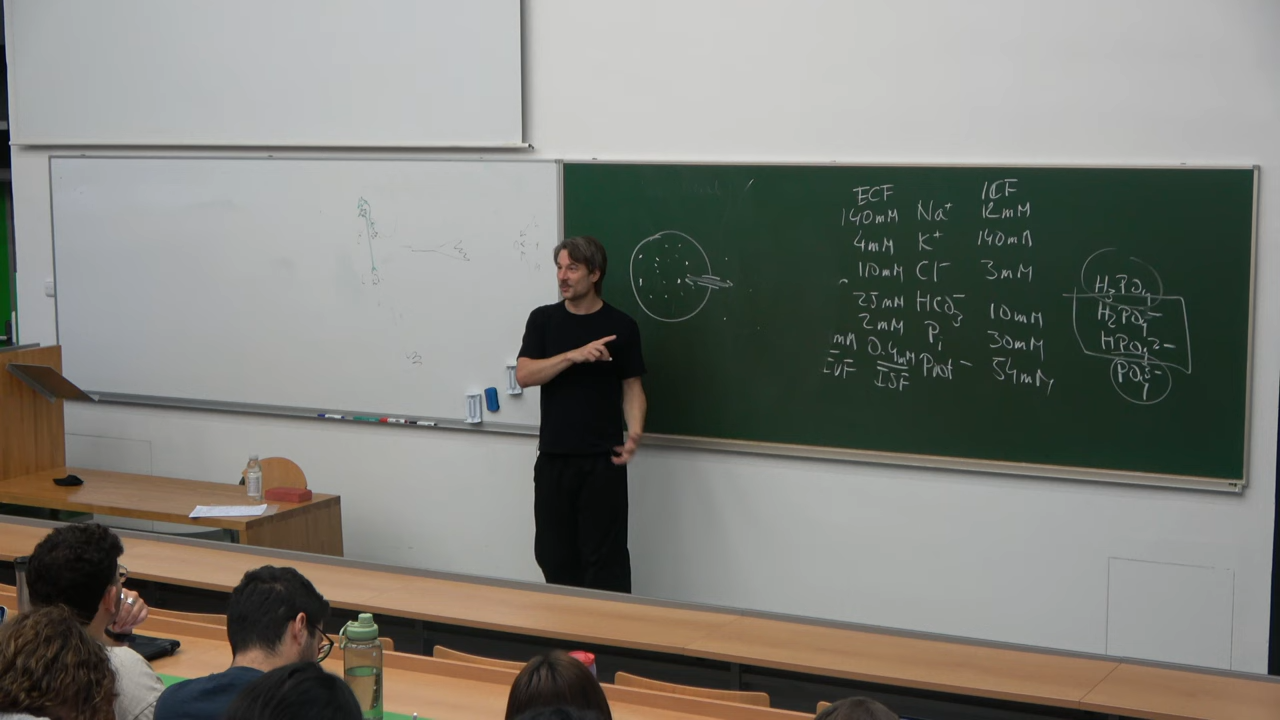 ECF ICF
140mM Na⁺ 12mM
4mM K⁺ 140mM
110mM Cl⁻ 3mM
25mM HCO₃⁻ 10mM
2mM Pᵢ 30mM
mM 0.4mM Prot⁻ 54mM
IVF ISF
H₃PO₄
H₂PO₄⁻
HPO₄²⁻
PO₄³⁻